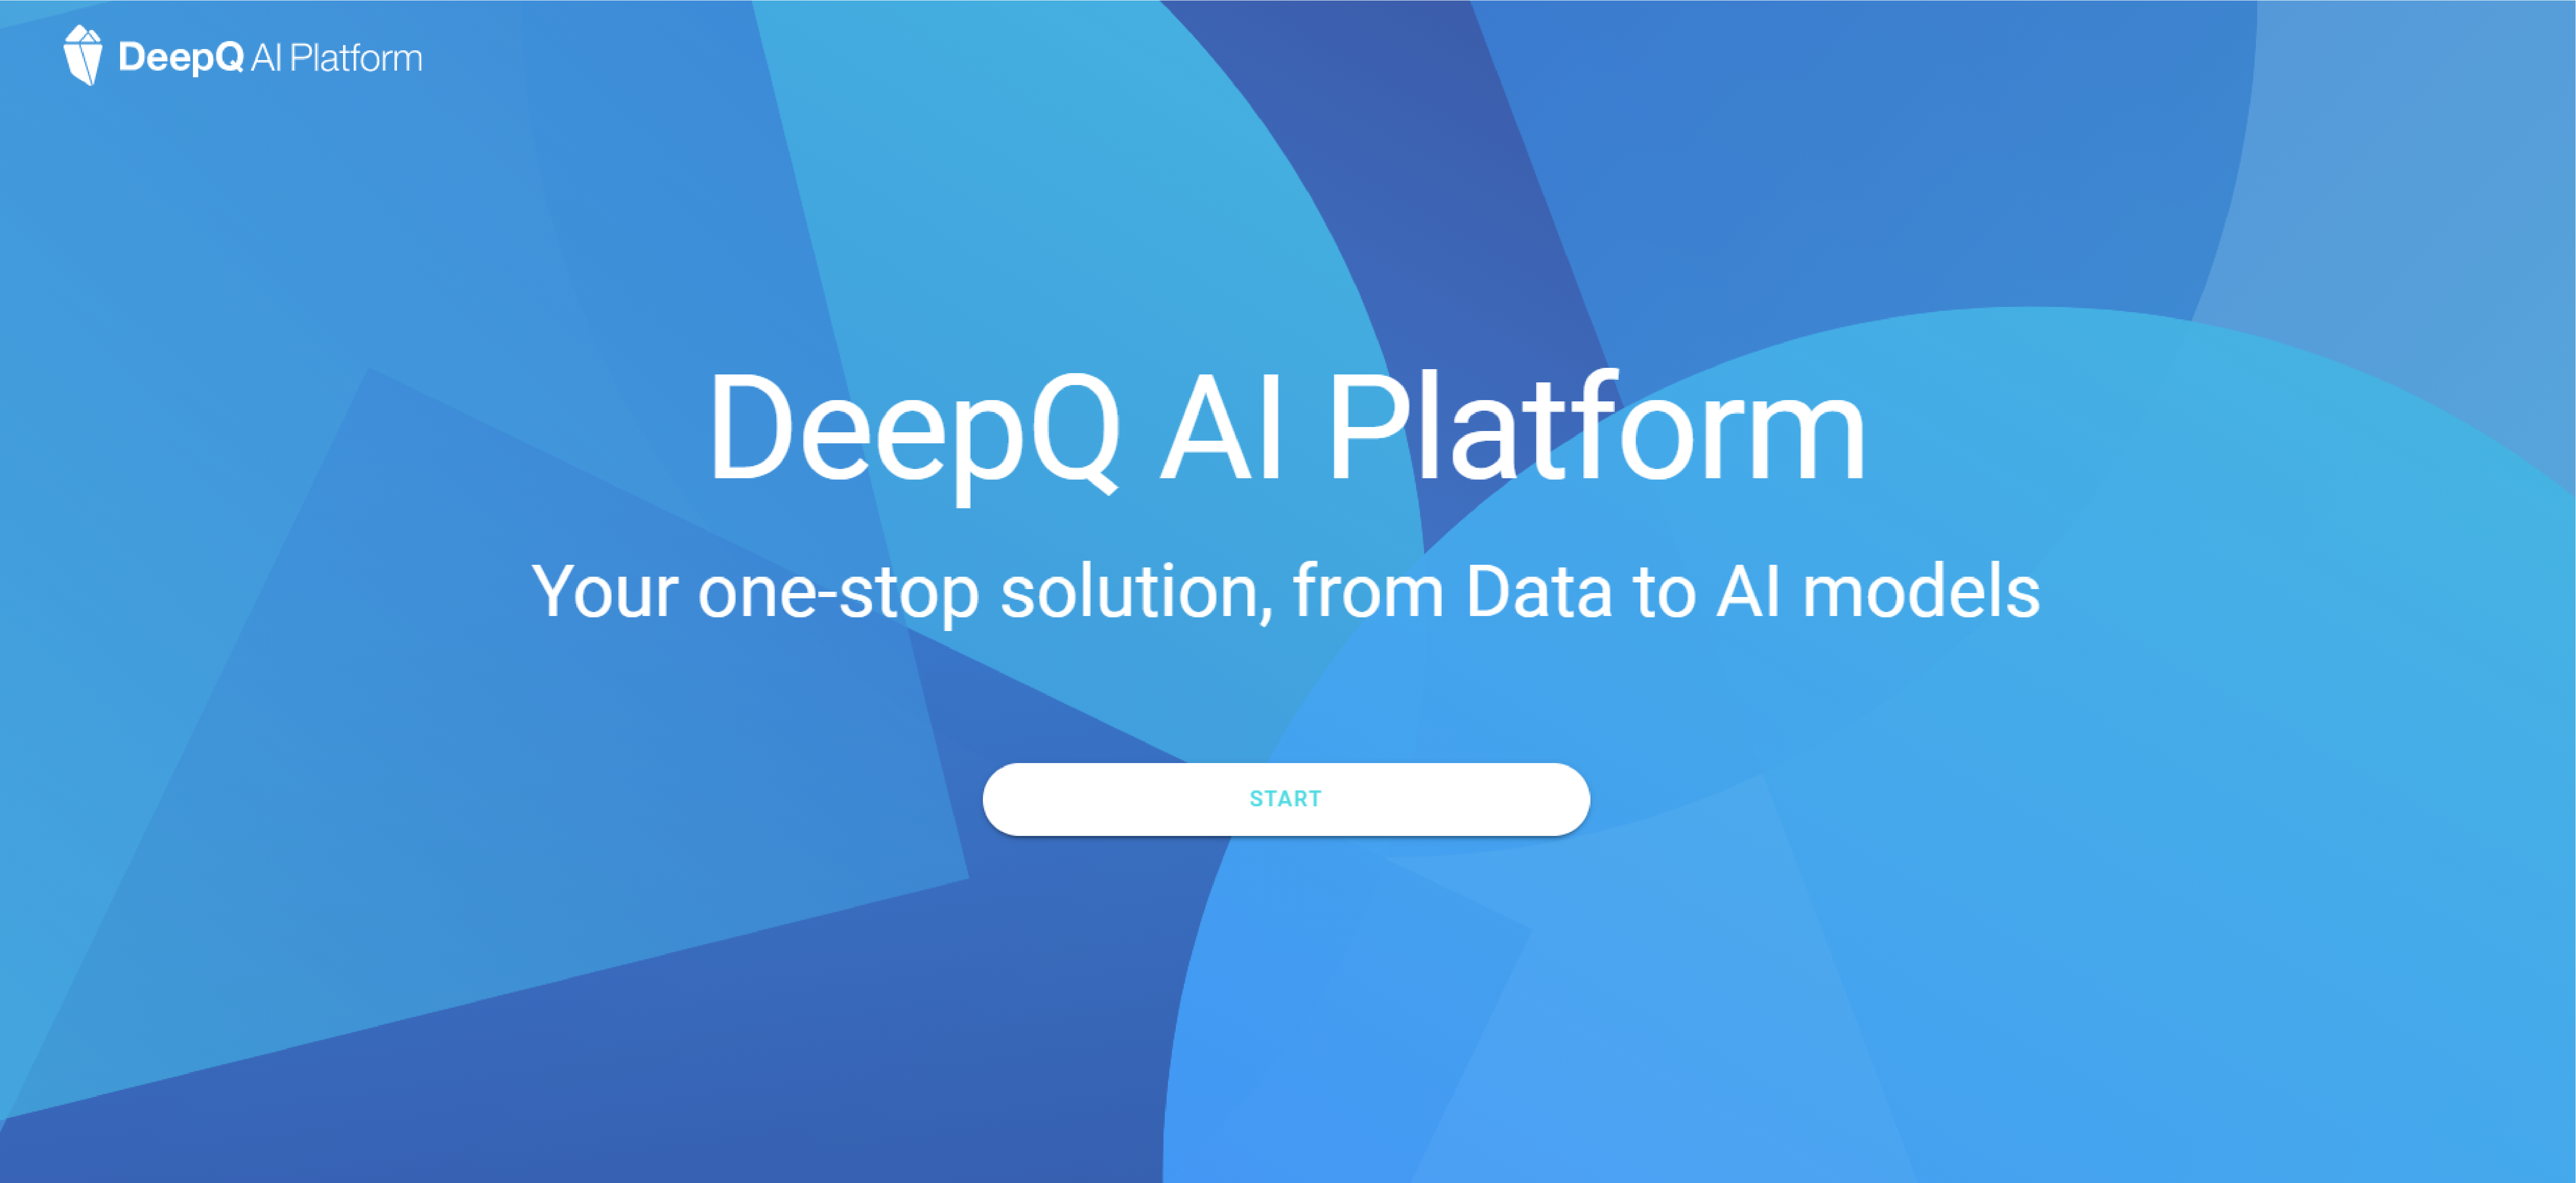 DeepQ AI Platform
DeepQ AI Platform
Your one-stop solution, from Data to AI models
START